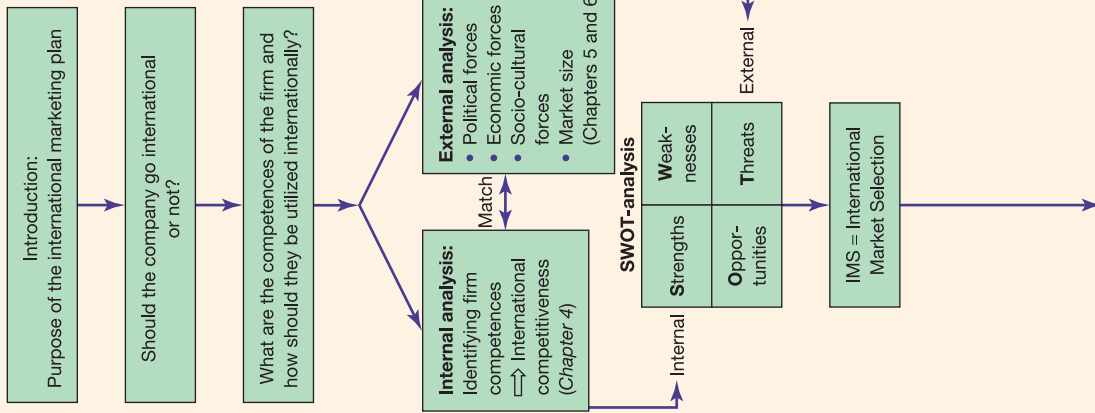 Introduction:
Purpose of the international marketing plan
Should the company go international
or not?
What are the competences of the firm and
how should they be utilized internationally?
Internal analysis:
Identifying firm
competences
⇨ International
competitiveness
(Chapter 4)
Match
External analysis:
• Political forces
• Economic forces
• Socio-cultural
forces
• Market size
(Chapters 5 and 6
SWOT-analysis
Internal
Strengths
Weak-
nesses
Oppor-
tunities
Threats
External
IMS = International
Market Selection